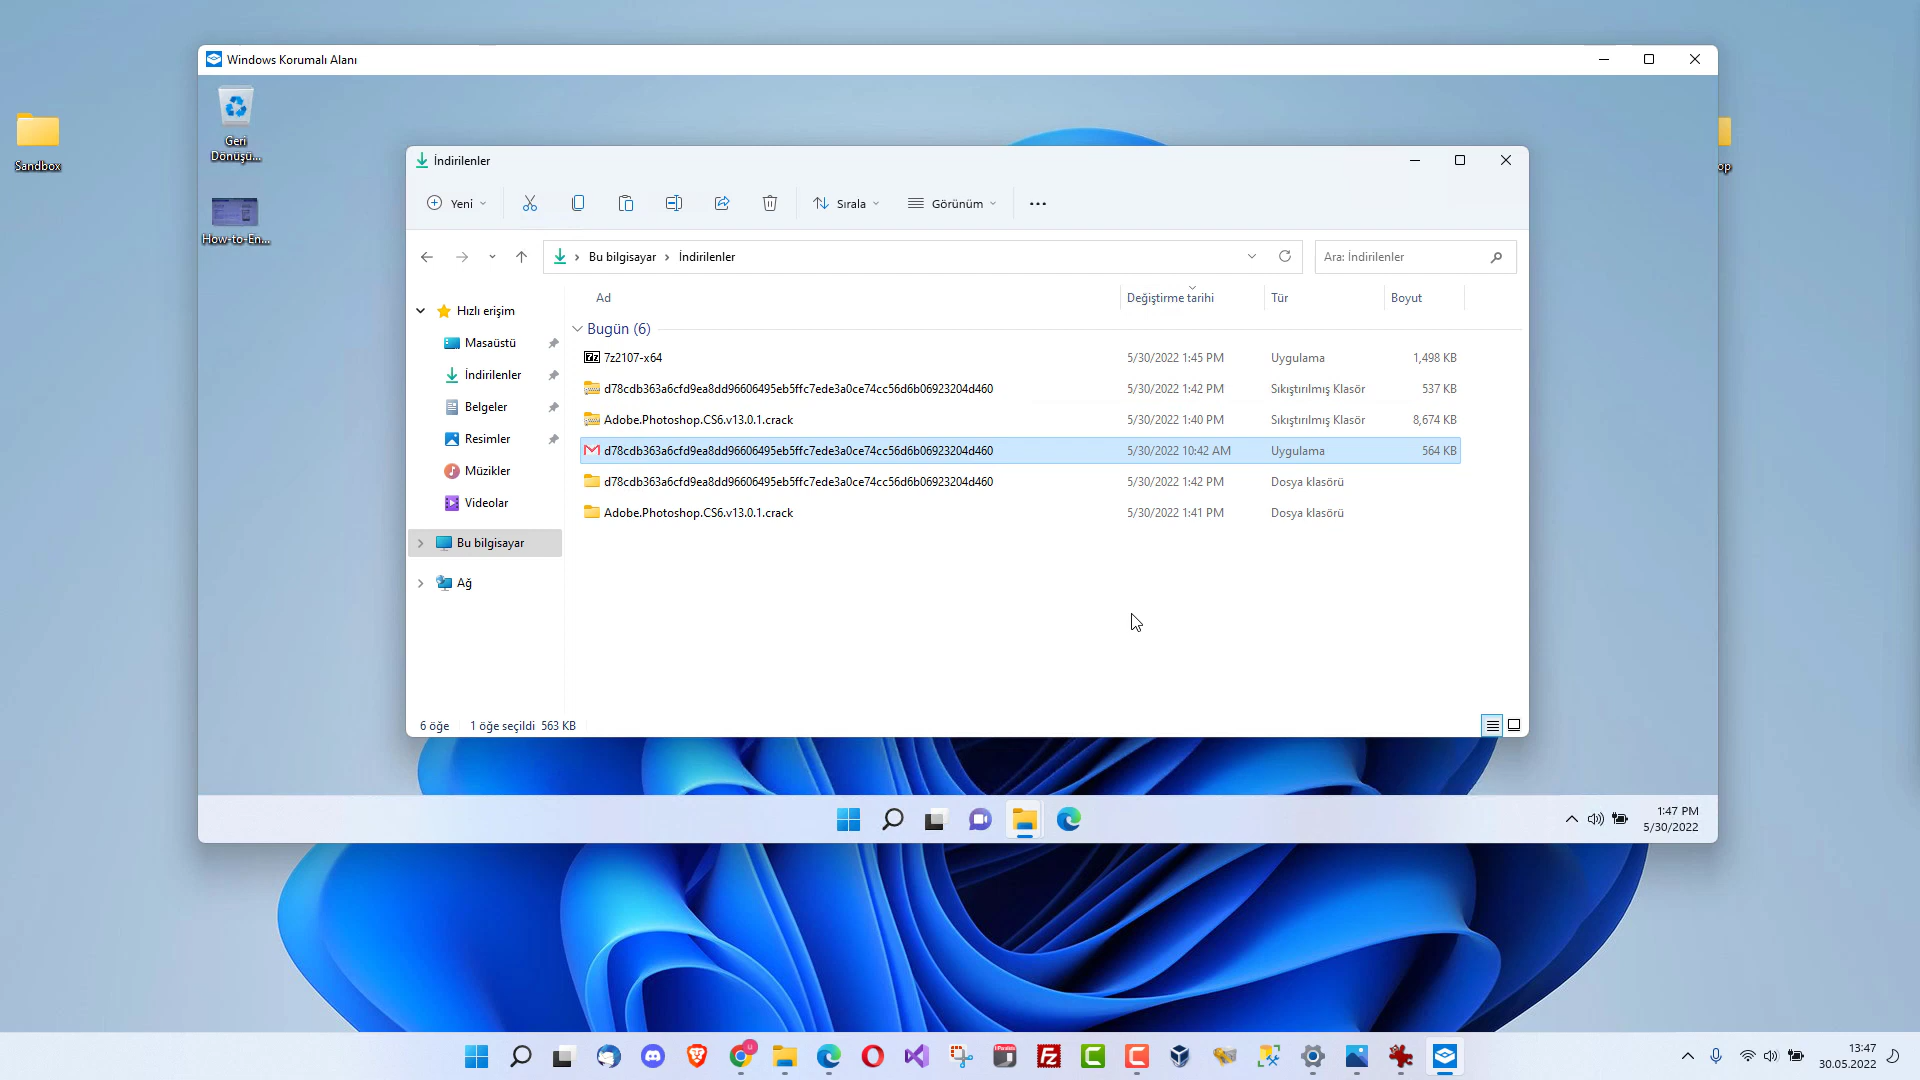 Windows Korumalı Alanı
Sandbox
Geri
Dönüşü...
How-to-En...
op
İndirilenler
Yeni
Sırala
Görünüm
Bu bilgisayar
İndirilenler
Ara: İndirilenler
Hızlı erişim
Masaüstü
İndirilenler
Belgeler
Resimler
Müzikler
Videolar
Bu bilgisayar
Ağ
Ad Değiştirme tarihi Tür Boyut
Bugün (6)
7z2107-x64 5/30/2022 1:45 PM Uygulama 1,498 KB
d78cdb363a6cfd9ea8dd96606495eb5ffc7ede3a0ce74cc56d6b06923204d460 5/30/2022 1:42 PM Sıkıştırılmış Klasör 537 KB
Adobe.Photoshop.CS6.v13.0.1.crack 5/30/2022 1:40 PM Sıkıştırılmış Klasör 8,674 KB
d78cdb363a6cfd9ea8dd96606495eb5ffc7ede3a0ce74cc56d6b06923204d460 5/30/2022 10:42 AM Uygulama 564 KB
d78cdb363a6cfd9ea8dd96606495eb5ffc7ede3a0ce74cc56d6b06923204d460 5/30/2022 1:42 PM Dosya klasörü
Adobe.Photoshop.CS6.v13.0.1.crack 5/30/2022 1:41 PM Dosya klasörü
6 öğe 1 öğe seçildi 563 KB
1:47 PM
5/30/2022
13:47
30.05.2022